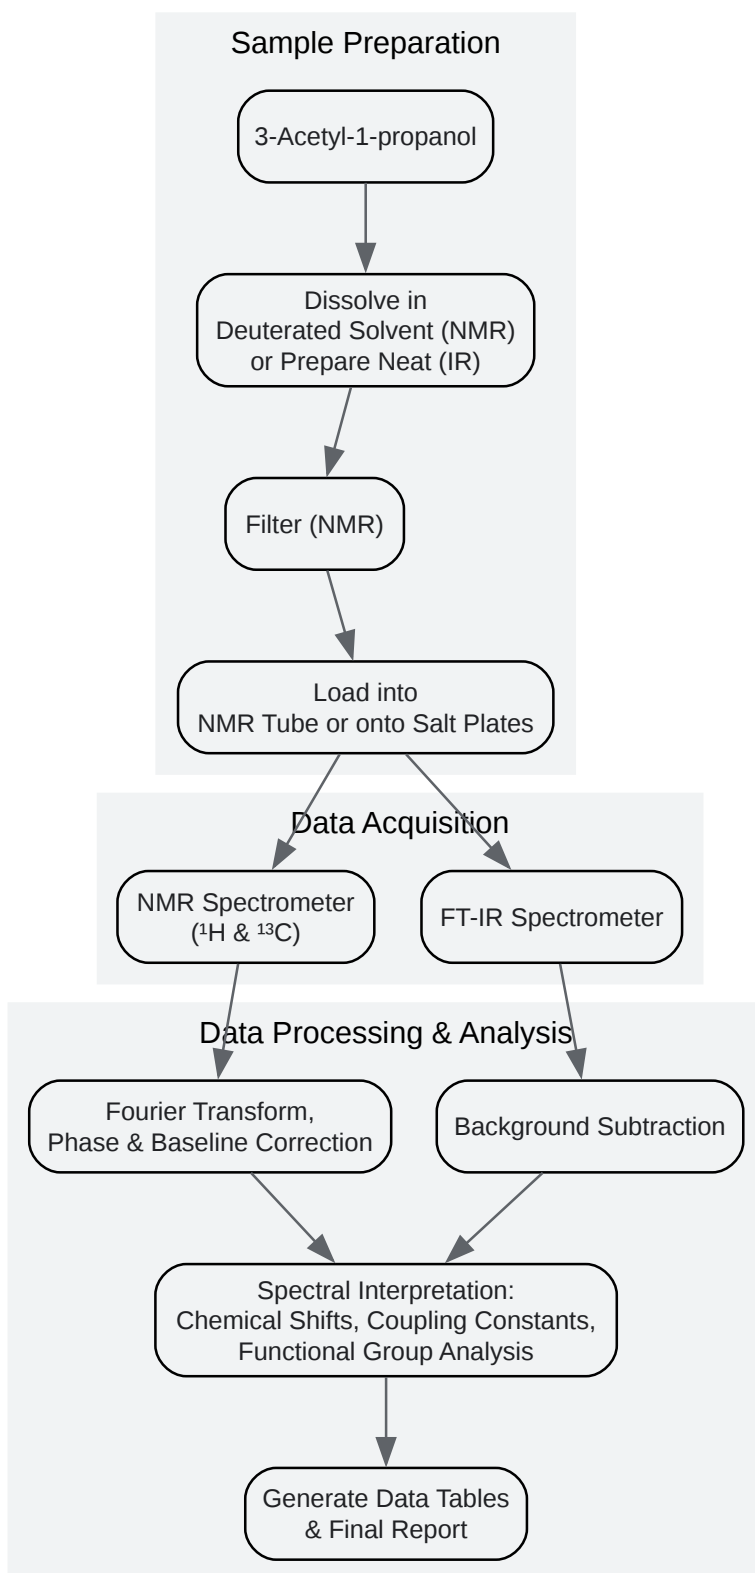 Sample Preparation
3-Acetyl-1-propanol
Dissolve in
Deuterated Solvent (NMR)
or Prepare Neat (IR)
Filter (NMR)
Load into
NMR Tube or onto Salt Plates
Data Acquisition
NMR Spectrometer
(¹H & ¹³C)
FT-IR Spectrometer
Data Processing & Analysis
Fourier Transform,
Phase & Baseline Correction
Background Subtraction
Spectral Interpretation:
Chemical Shifts, Coupling Constants,
Functional Group Analysis
Generate Data Tables
& Final Report